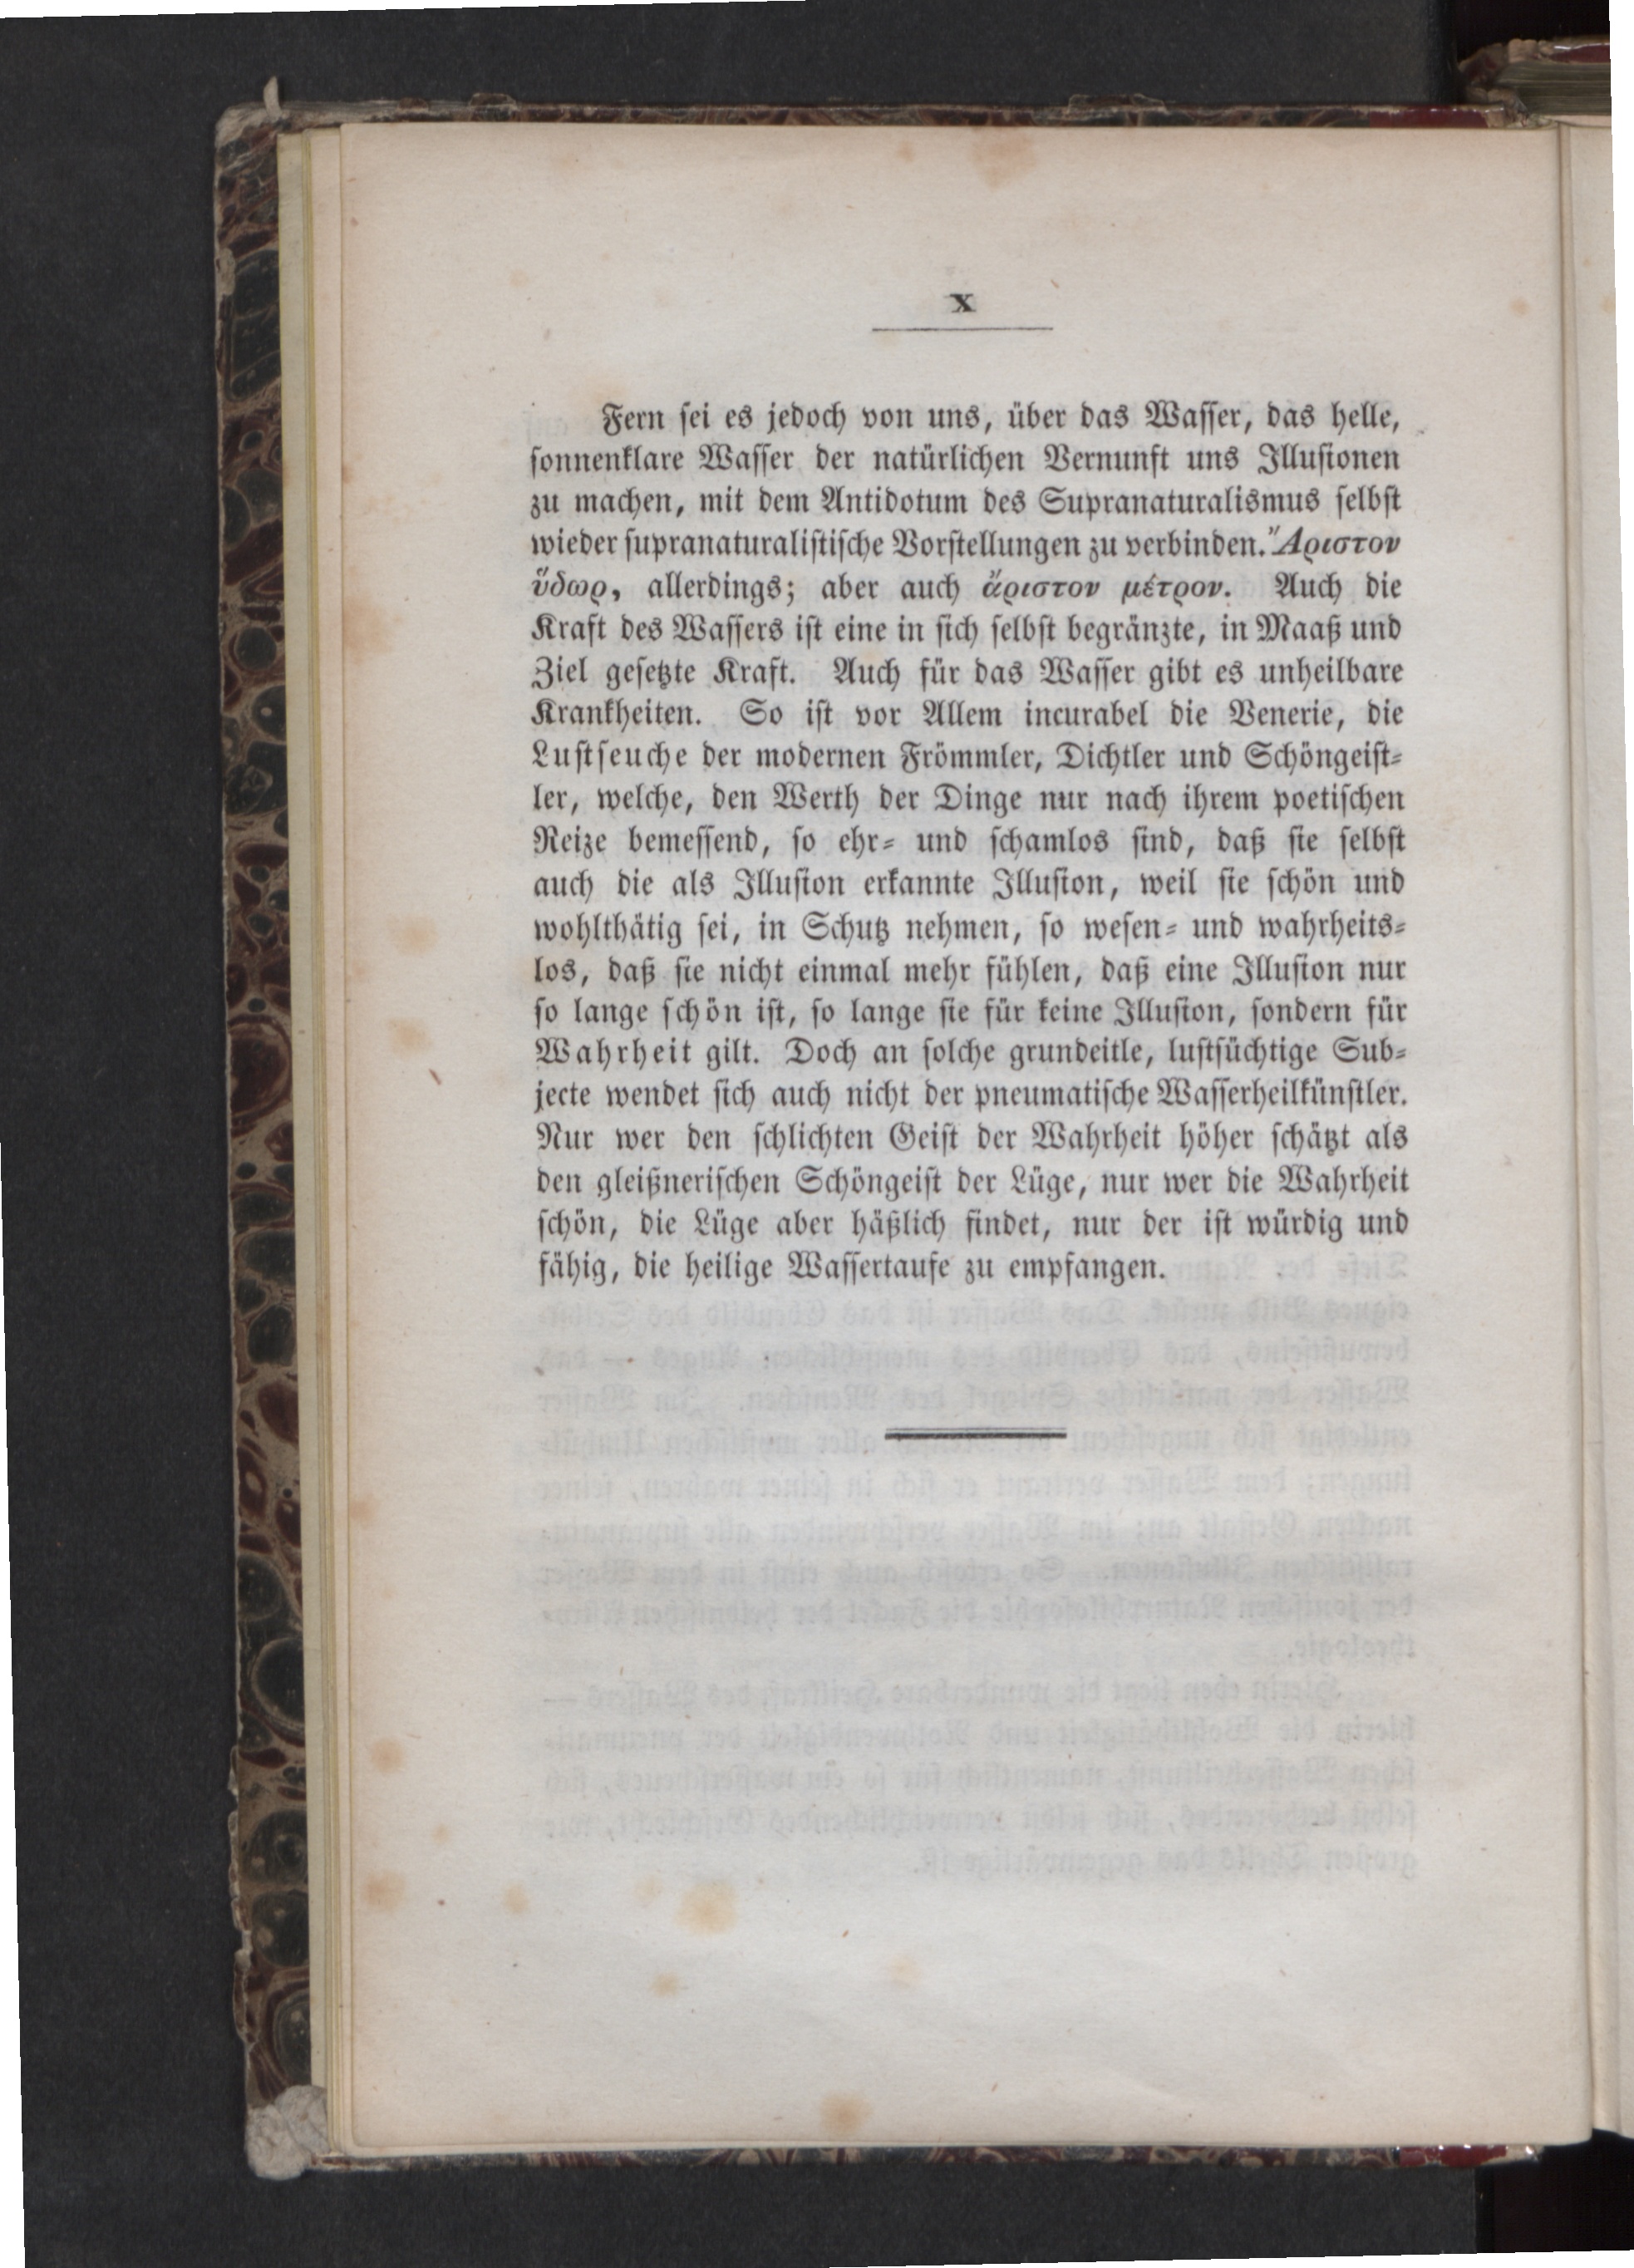 X
Fern ſei es jedoch von uns, über das Waſſer, das helle,
ſonnenklare Waſſer der natürlichen Vernunft uns Illuſionen
zu machen, mit dem Antidotum des Supranaturalismus ſelbſt
wieder ſupranaturaliſtiſche Vorſtellungen zu verbinden. Ἄριστον
ὕδωρ, allerdings; aber auch ἄριστον μέτρον. Auch die
Kraft des Waſſers iſt eine in ſich ſelbſt begränzte, in Maaß und
Ziel geſetzte Kraft. Auch für das Waſſer gibt es unheilbare
Krankheiten. So iſt vor Allem incurabel die Venerie, die
Luſtſeuche der modernen Frömmler, Dichtler und Schöngeiſt⸗
ler, welche, den Werth der Dinge nur nach ihrem poetiſchen
Reize bemeſſend, ſo ehr⸗ und ſchamlos ſind, daß ſie ſelbſt
auch die als Illuſion erkannte Illuſion, weil ſie ſchön und
wohlthätig ſei, in Schutz nehmen, ſo weſen⸗ und wahrheits⸗
los, daß ſie nicht einmal mehr fühlen, daß eine Illuſion nur
ſo lange ſchön iſt, ſo lange ſie für keine Illuſion, ſondern für
Wahrheit gilt. Doch an ſolche grundeitle, luſtſüchtige Sub⸗
jecte wendet ſich auch nicht der pneumatiſche Waſſerheilkünſtler.
Nur wer den ſchlichten Geiſt der Wahrheit höher ſchätzt als
den gleißneriſchen Schöngeiſt der Lüge, nur wer die Wahrheit
ſchön, die Lüge aber häßlich findet, nur der iſt würdig und
fähig, die heilige Waſſertaufe zu empfangen.